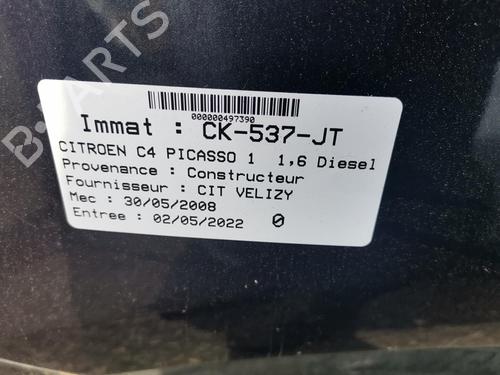 B-PARTS
000000497390
Immat : CK-537-JT
CITROEN C4 PICASSO 1 1,6 Diesel
Provenance : Constructeur
Fournisseur : CIT VELIZY
Mec : 30/05/2008
Entree : 02/05/2022 0